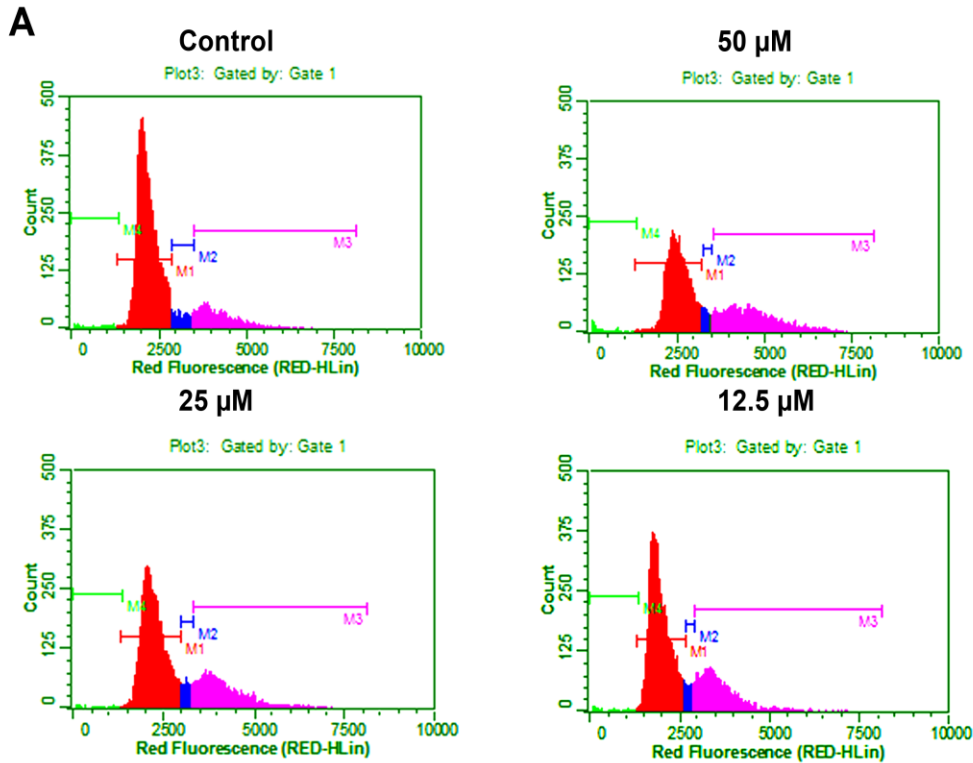 A
Control
Plot3: Gated by: Gate 1
Count
500
375
250
125
0
M4
M1
M2
M3
0 2500 5000 7500 10000
Red Fluorescence (RED-HLin)
50 µM
Plot3: Gated by: Gate 1
Count
500
375
250
125
0
M4
M1
M2
M3
0 2500 5000 7500 10000
Red Fluorescence (RED-HLin)
25 µM
Plot3: Gated by: Gate 1
Count
500
375
250
125
0
M4
M1
M2
M3
0 2500 5000 7500 10000
Red Fluorescence (RED-HLin)
12.5 µM
Plot3: Gated by: Gate 1
Count
500
375
250
125
0
M4
M1
M2
M3
0 2500 5000 7500 10000
Red Fluorescence (RED-HLin)